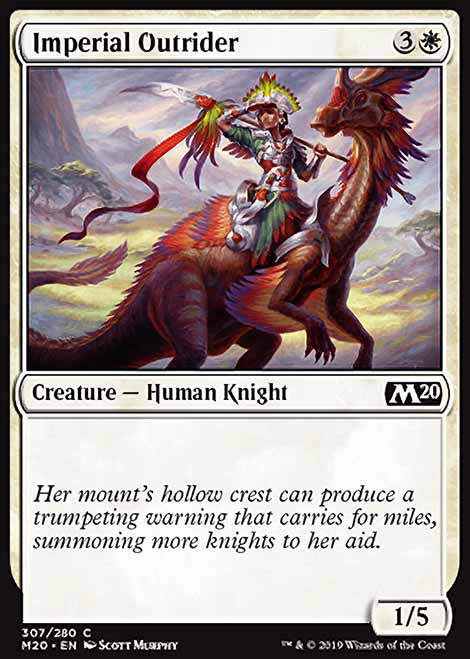 Imperial Outrider 3
Creature — Human Knight M20
Her mount's hollow crest can produce a
trumpeting warning that carries for miles,
summoning more knights to her aid.
1/5
307/280 C
M20 • EN Scott Murphy
™ & © 2019 Wizards of the Coast